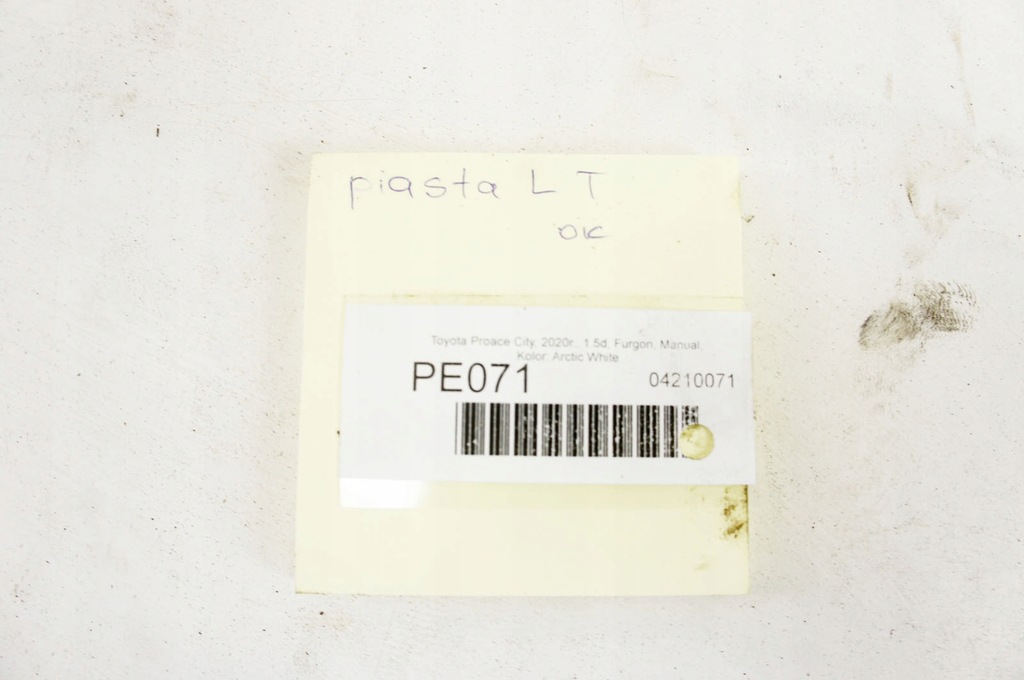 piasta L T
OK
Toyota Proace City, 2020r., 1.5d, Furgon, Manual,
Kolor: Arctic White
PE071 04210071